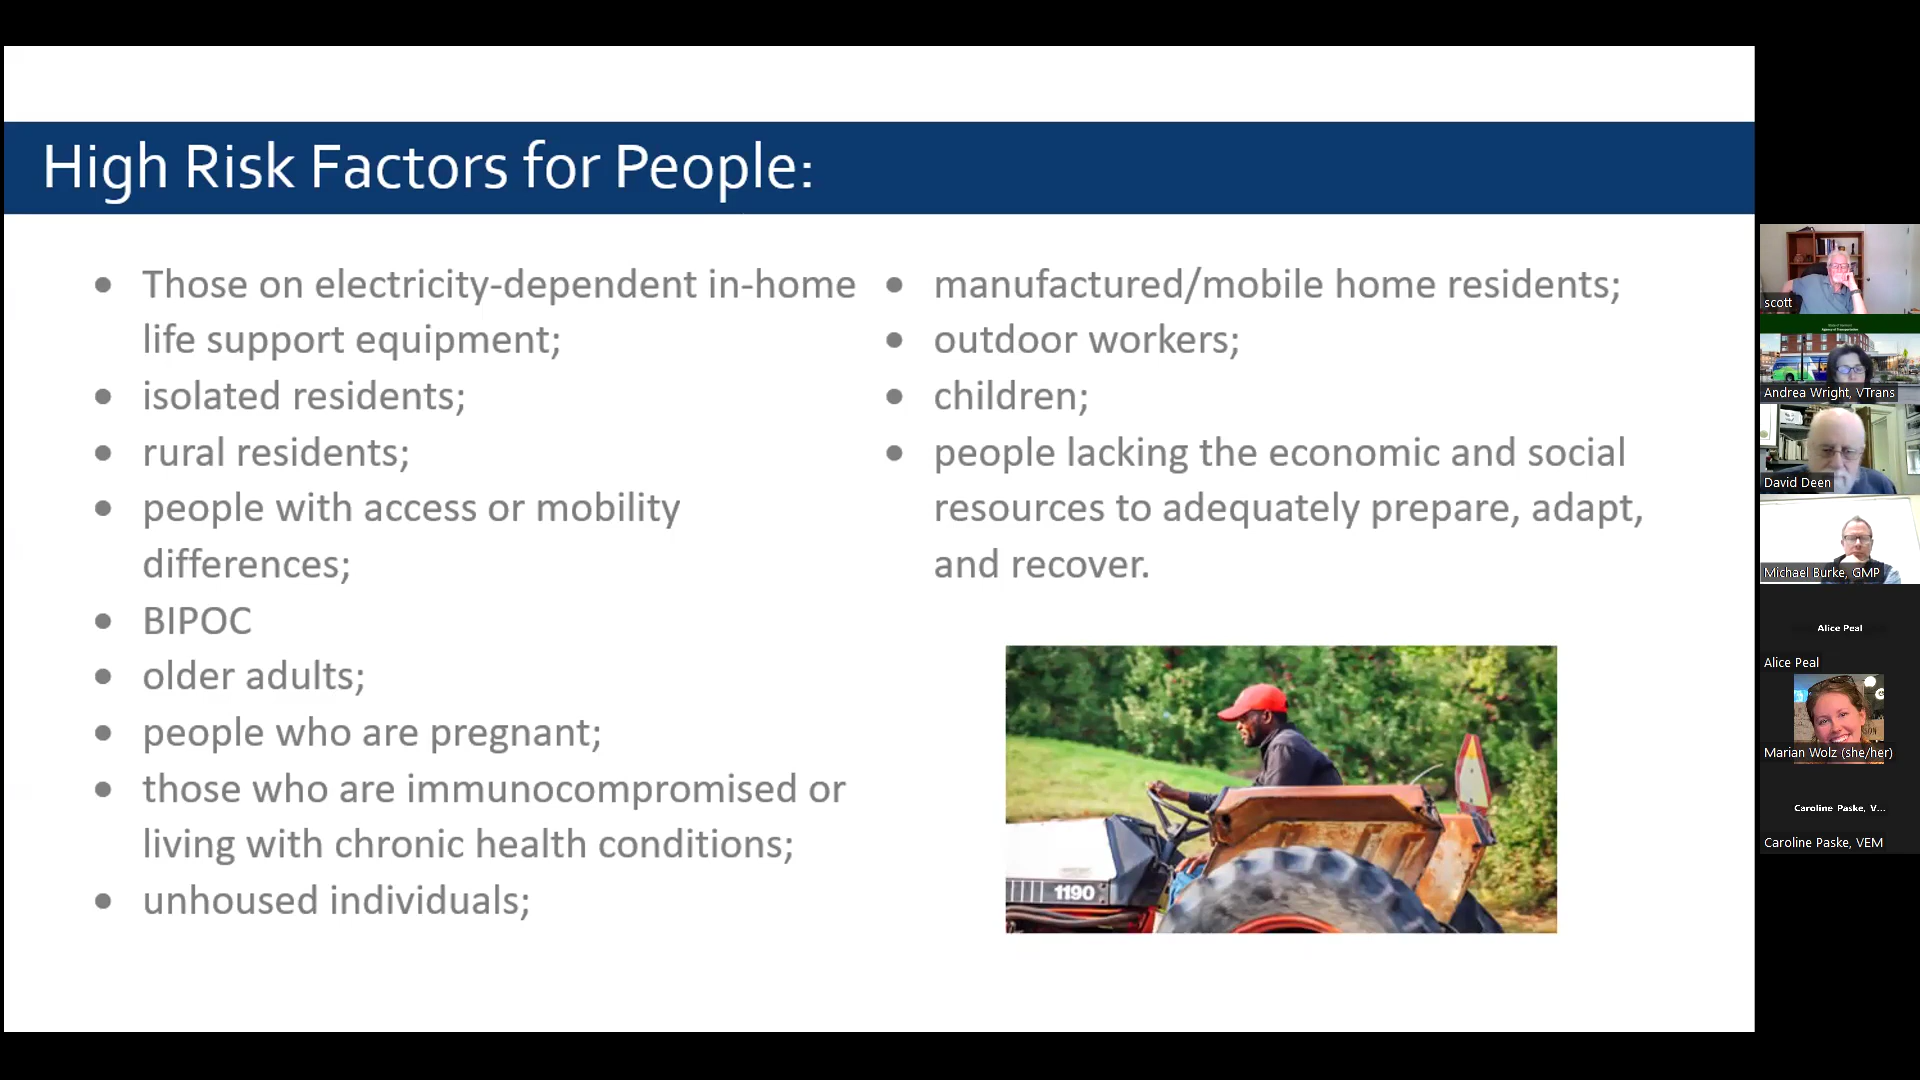 High Risk Factors for People:
Those on electricity-dependent in-home
life support equipment;
isolated residents;
rural residents;
people with access or mobility
differences;
BIPOC
older adults;
people who are pregnant;
those who are immunocompromised or
living with chronic health conditions;
unhoused individuals;
manufactured/mobile home residents;
outdoor workers;
children;
people lacking the economic and social
resources to adequately prepare, adapt,
and recover.
1190
scott
Andrea Wright, VTrans
David Deen
Michael Burke, GMP
Alice Peal
Alice Peal
Marian Wolz (she/her)
Caroline Paske, V...
Caroline Paske, VEM